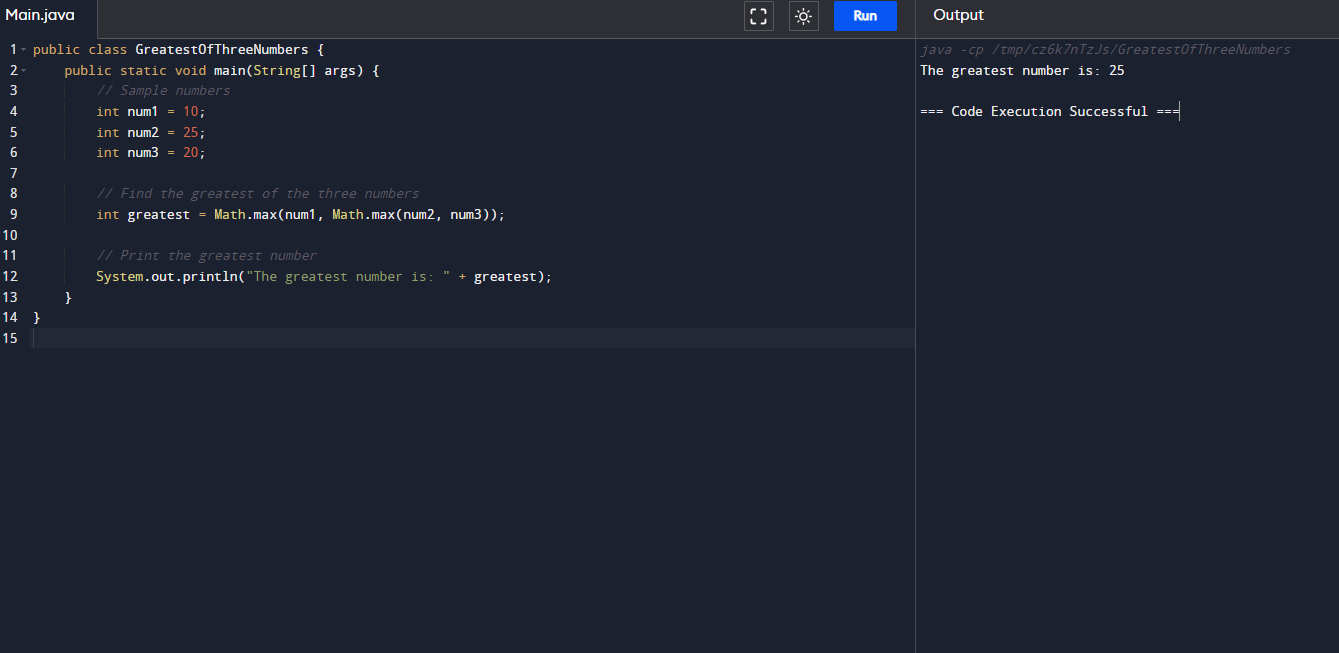 Main.java
Run
Output
1 public class GreatestOfThreeNumbers {
2     public static void main(String[] args) {
3         // Sample numbers
4         int num1 = 10;
5         int num2 = 25;
6         int num3 = 20;
7
8         // Find the greatest of the three numbers
9         int greatest = Math.max(num1, Math.max(num2, num3));
10
11         // Print the greatest number
12         System.out.println("The greatest number is: " + greatest);
13     }
14 }
15
java -cp /tmp/cz6k7nTzJs/GreatestOfThreeNumbers
The greatest number is: 25
=== Code Execution Successful ===